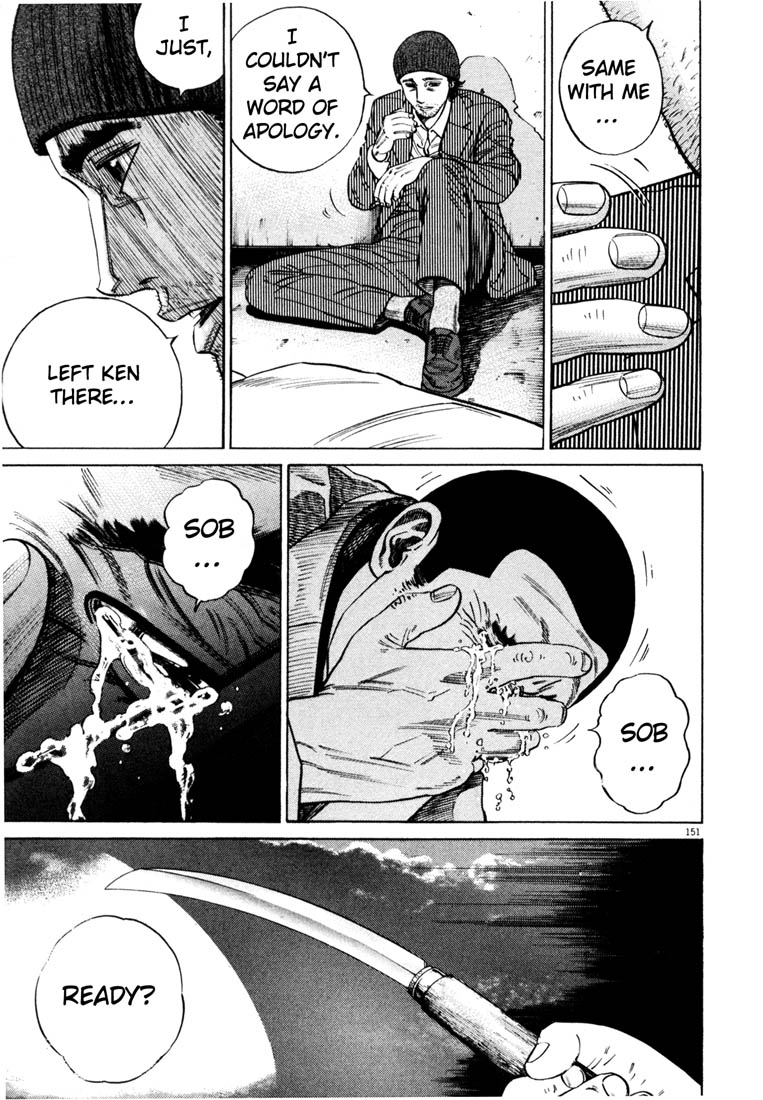 SAME
WITH ME
...
I
COULDN'T
SAY A
WORD OF
APOLOGY.
I
JUST,
LEFT KEN
THERE...
SOB
...
SOB
...
151
READY?